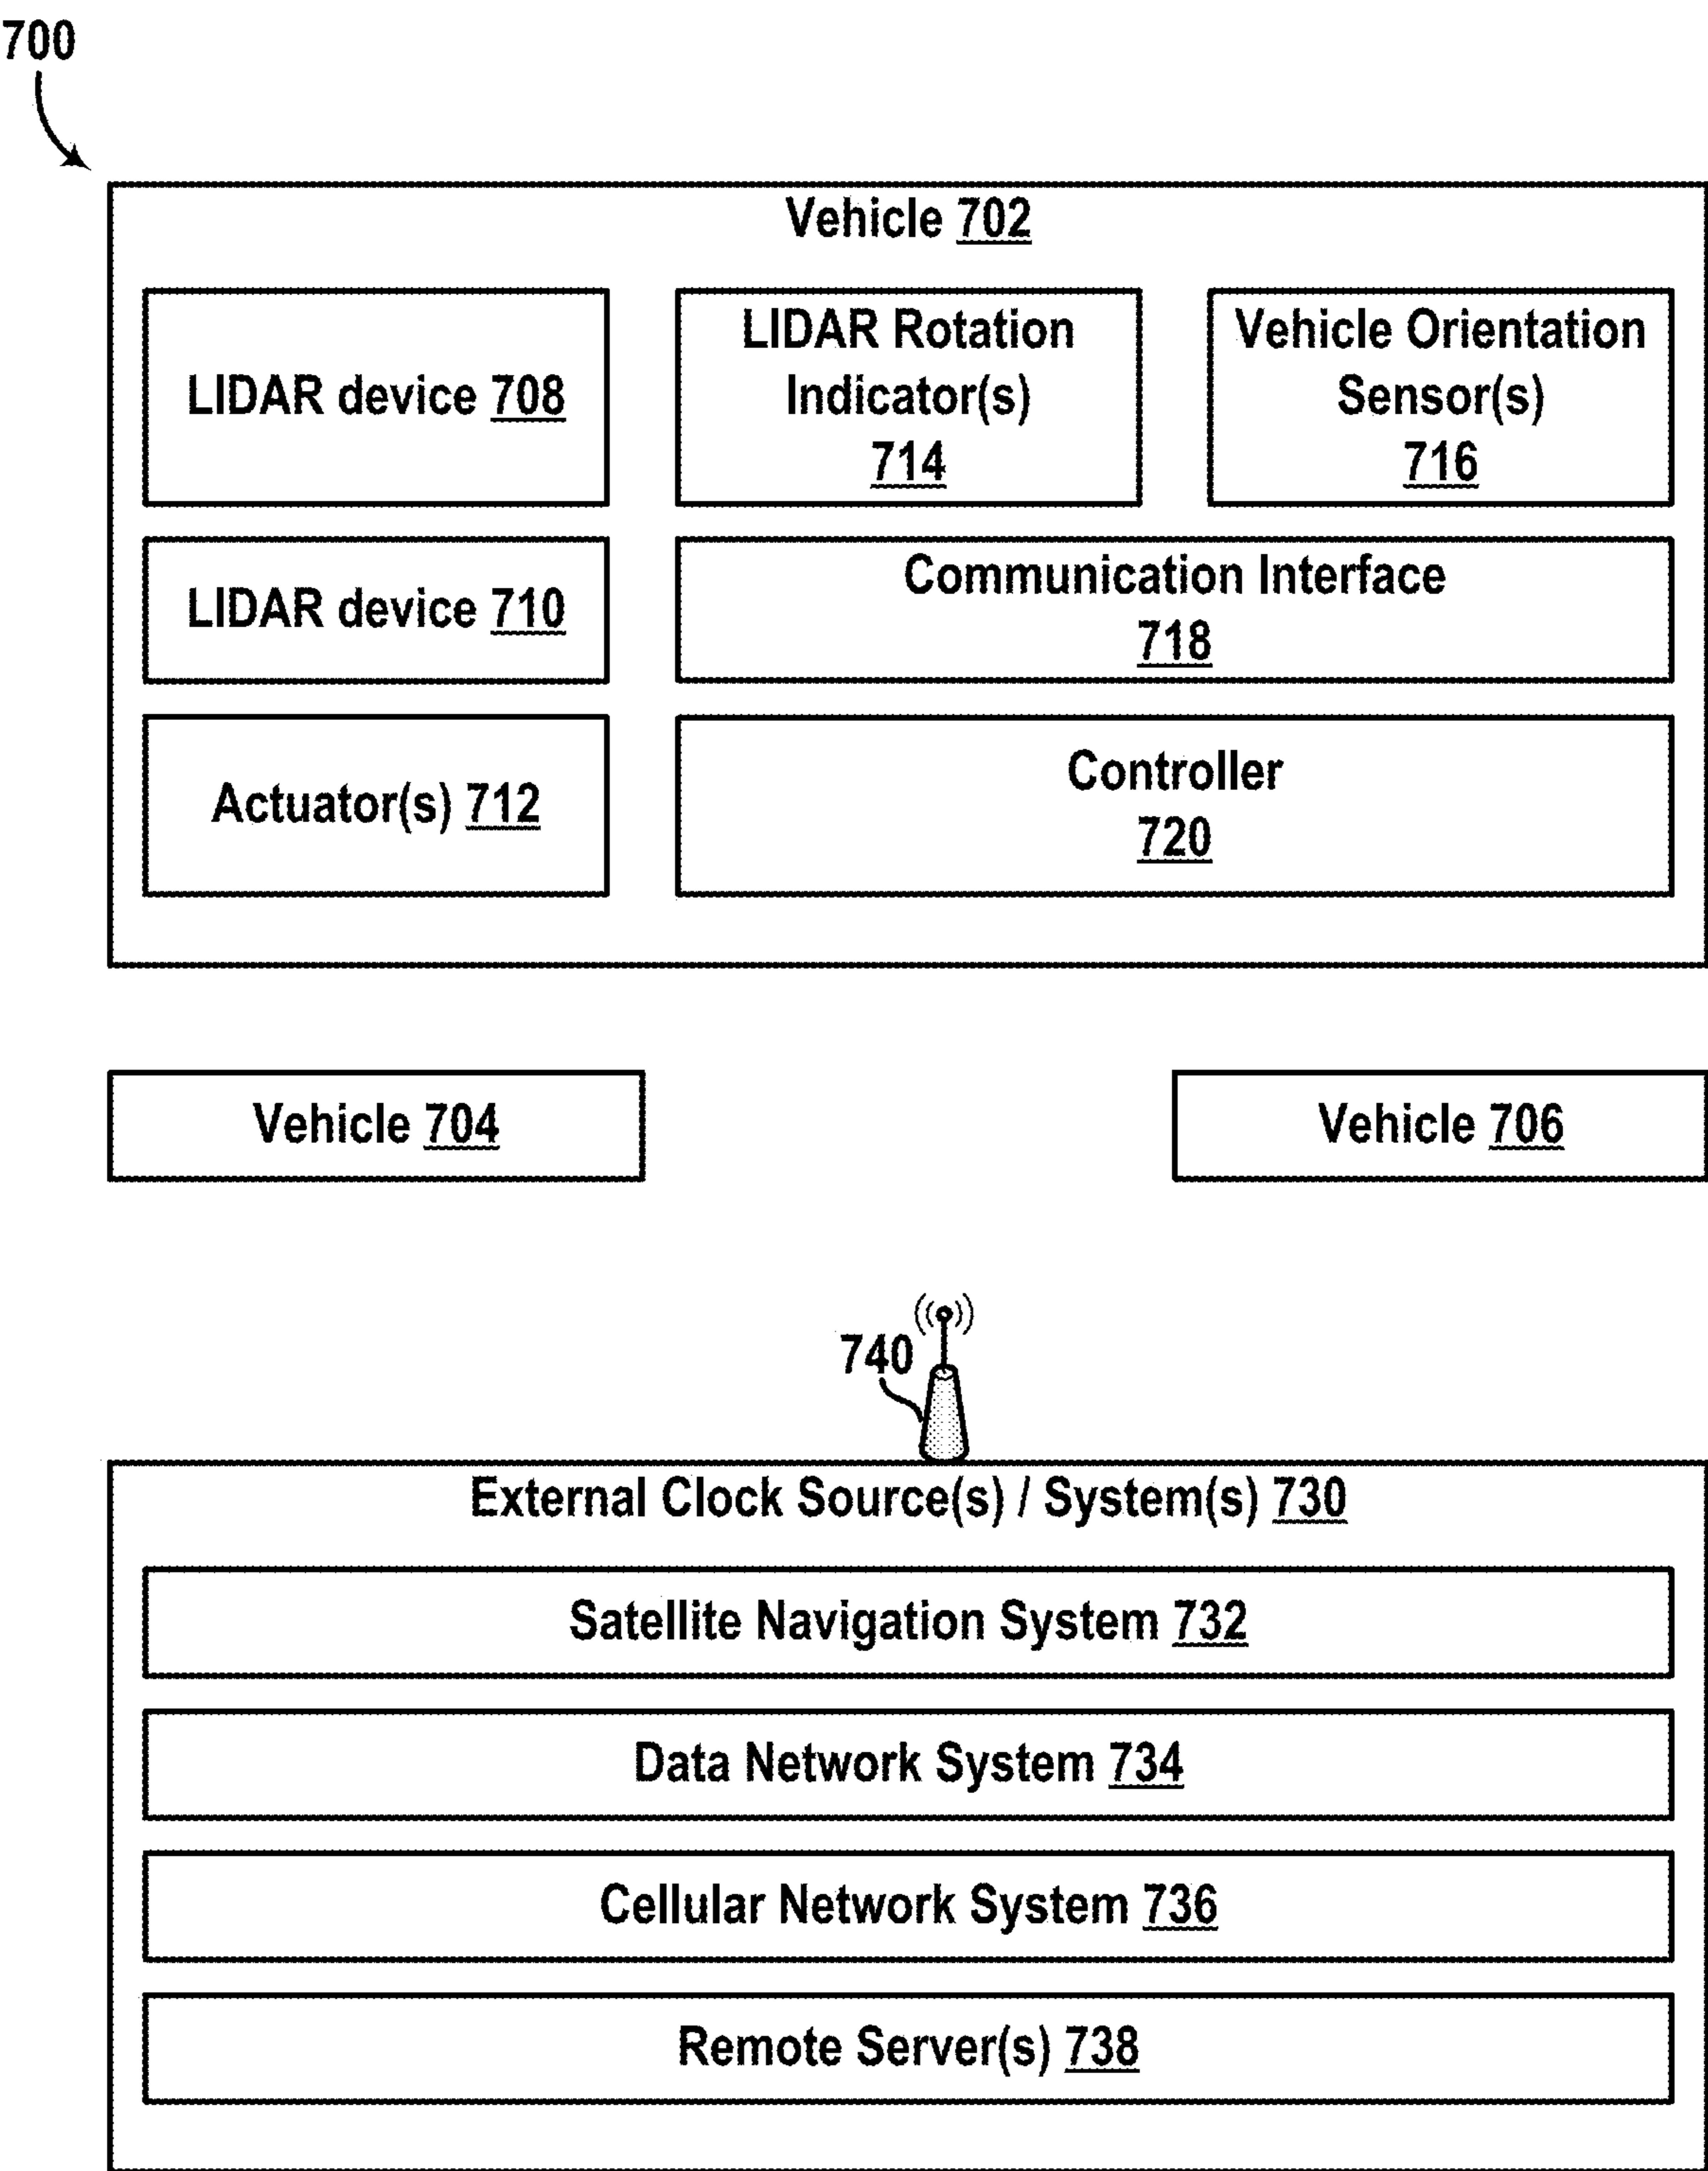 700
Vehicle 702
LIDAR device 708
LIDAR Rotation
Indicator(s)
714
Vehicle Orientation
Sensor(s)
716
LIDAR device 710
Communication Interface
718
Actuator(s) 712
Controller
720
Vehicle 704
Vehicle 706
740
External Clock Source(s) / System(s) 730
Satellite Navigation System 732
Data Network System 734
Cellular Network System 736
Remote Server(s) 738